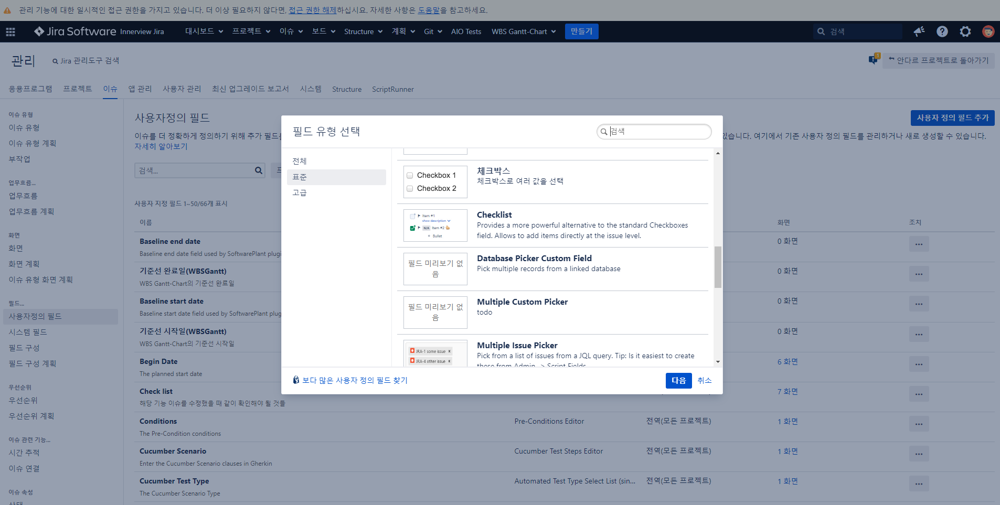 관리 기능에 대한 일시적인 접근 권한을 가지고 있습니다. 더 이상 필요하지 않다면, 접근 권한 해제하십시요. 자세한 사항은 도움말을 참고하세요.
Jira Software Innerview Jira 대시보드 프로젝트 이슈 보드 Structure 계획 Git AIO Tests WBS Gantt-Chart 만들기 검색
관리 Jira 관리도구 검색 1 안다르 프로젝트로 돌아가기
응용프로그램 프로젝트 이슈 앱 관리 사용자 관리 최신 업그레이드 보고서 시스템 Structure ScriptRunner
이슈 유형
이슈 유형
이슈 유형 계획
부작업
업무흐름...
업무흐름
업무흐름 계획
화면
화면
화면 계획
이슈 유형 화면 계획
필드...
사용자정의 필드
시스템 필드
필드 구성
필드 구성 계획
우선순위
우선순위
우선순위 계획
이슈 관련 기능...
시간 추적
이슈 연결
이슈 속성
상태
사용자정의 필드
사용자 정의 필드 추가
이슈를 더 정확하게 정의하기 위해 추가 필드를
있습니다. 여기에서 기존 사용자 정의 필드를 관리하거나 새로 생성할 수 있습니다.
자세히 알아보기
검색...
사용자 지정 필드 1~50/66개 표시
이름 화면 조치
Baseline end date 0 화면
Baseline end date field used by SoftwarePlant plugi
기준선 완료일(WBSGantt) 0 화면
WBS Gantt-Chart의 기준선 완료일
Baseline start date 0 화면
Baseline start date field used by SoftwarePlant plug
기준선 시작일(WBSGantt) 0 화면
WBS Gantt-Chart의 기준선 시작일
Begin Date 6 화면
The planned start date
Check list 7 화면
해당 기능 이슈를 수정했을 때 같이 확인해야 될 것들
Conditions Pre-Conditions Editor 전역(모든 프로젝트) 1 화면
The Pre-Condition conditions
Cucumber Scenario Cucumber Test Steps Editor 전역(모든 프로젝트) 1 화면
Enter the Cucumber Scenario clauses in Gherkin
Cucumber Test Type Automated Test Type Select List (sin... 전역(모든 프로젝트) 1 화면
The Cucumber Scenario Type
필드 유형 선택 검색
전체
표준
고급
Checkbox 1
Checkbox 2
체크박스
체크박스로 여러 값을 선택
Item #1
show description
N/A Item #2
Bullet
Checklist
Provides a more powerful alternative to the standard Checkboxes
field. Allows to add items directly at the issue level.
필드 미리보기 없
음
Database Picker Custom Field
Pick multiple records from a linked database
필드 미리보기 없
음
Multiple Custom Picker
todo
JRA-1 some issue x
JRA-4 other issue x
Multiple Issue Picker
Pick from a list of issues from a JQL query. Tip: Is it easiest to create
these from Admin -> Script Fields
보다 많은 사용자 정의 필드 찾기 다음 취소